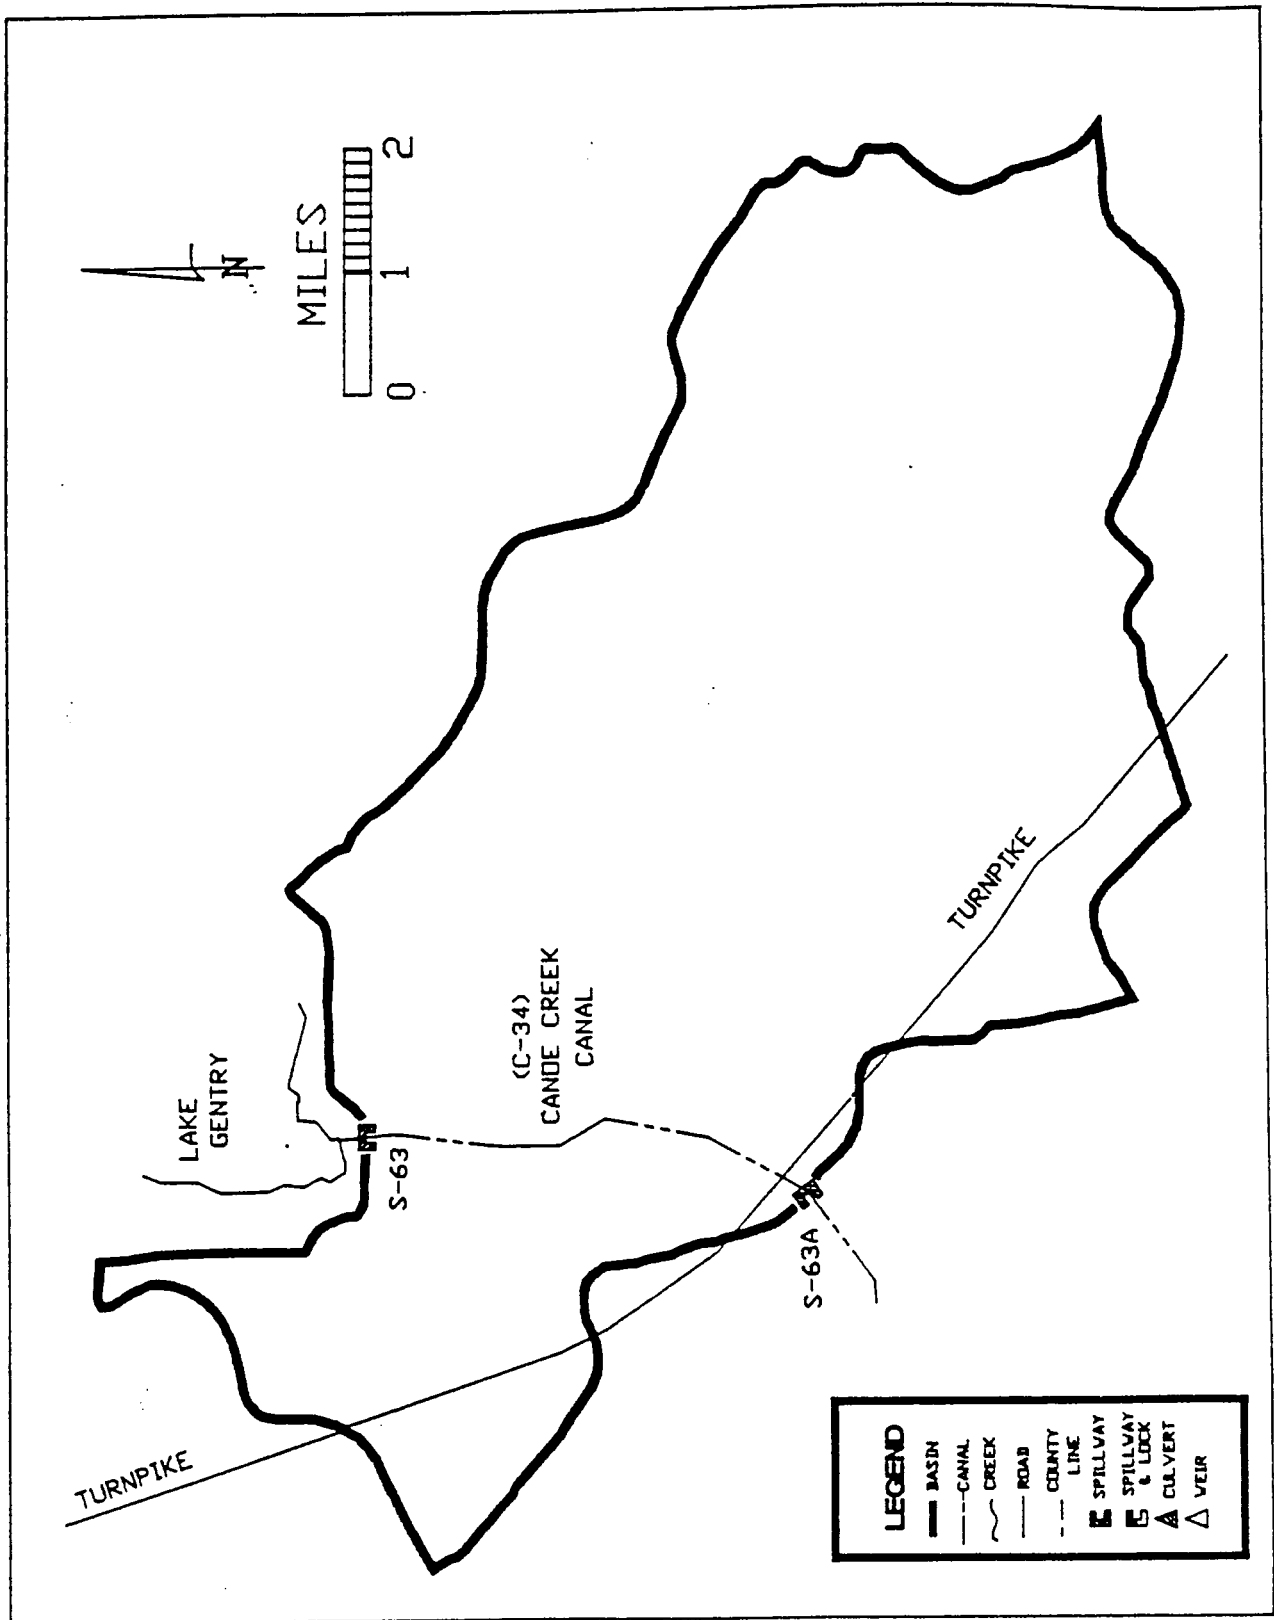 N
MILES
0 1 2
LAKE
GENTRY
(C-34)
CANOE CREEK
CANAL
S-63
S-63A
TURNPIKE
TURNPIKE
LEGEND
BASIN
CANAL
CREEK
ROAD
COUNTY
LINE
SPILLWAY
SPILLWAY
& LOCK
CULVERT
WEIR